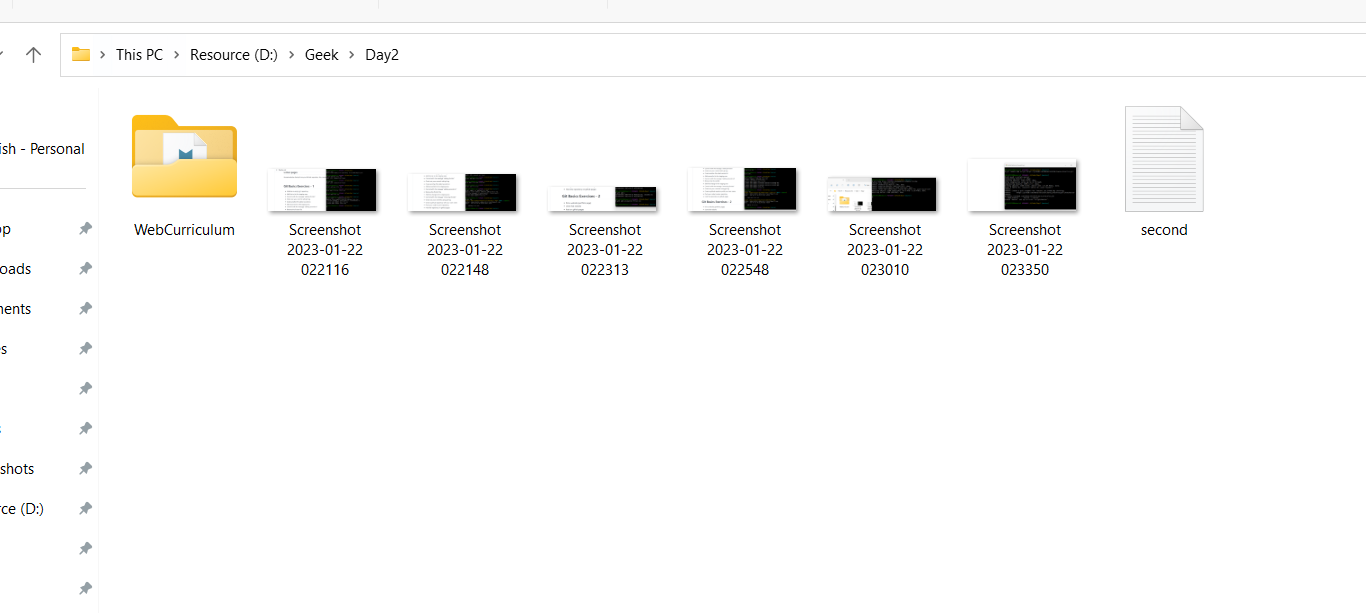 This PC > Resource (D:) > Geek > Day2
ish - Personal
op
oads
ments
es
shots
rce (D:)
WebCurriculum
Screenshot
2023-01-22
022116
Screenshot
2023-01-22
022148
Screenshot
2023-01-22
022313
Screenshot
2023-01-22
022548
Screenshot
2023-01-22
023010
Screenshot
2023-01-22
023350
second